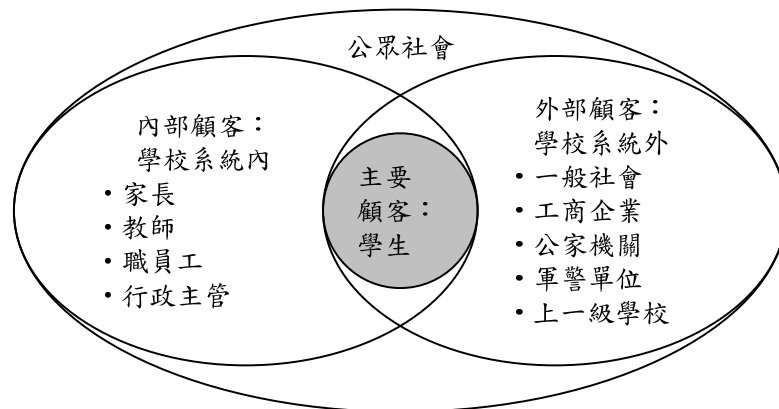 公眾社會
內部顧客：
學校系統內
・家長
・教師
・職員工
・行政主管
主要
顧客：
學生
外部顧客：
學校系統外
・一般社會
・工商企業
・公家機關
・軍警單位
・上一級學校